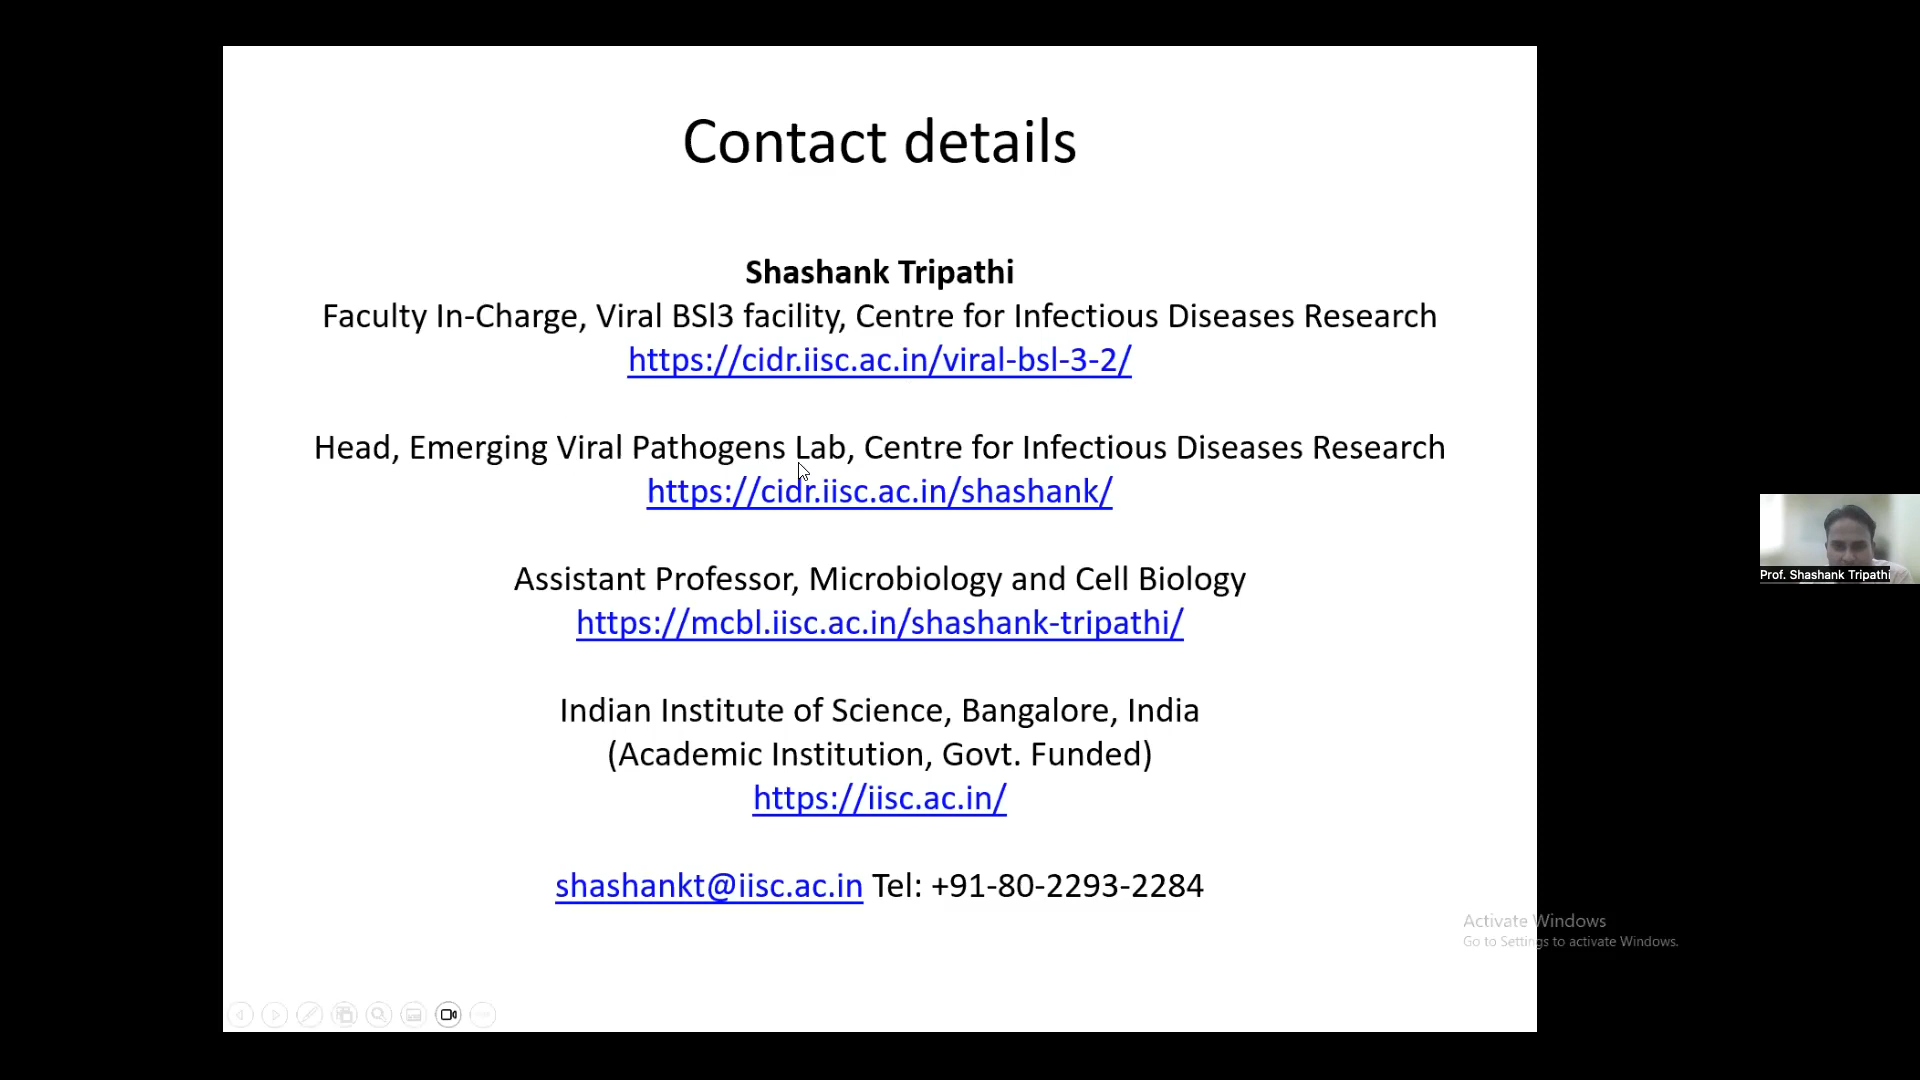 Contact details
Shashank Tripathi
Faculty In-Charge, Viral BSl3 facility, Centre for Infectious Diseases Research
https://cidr.iisc.ac.in/viral-bsl-3-2/
Head, Emerging Viral Pathogens Lab, Centre for Infectious Diseases Research
https://cidr.iisc.ac.in/shashank/
Assistant Professor, Microbiology and Cell Biology
https://mcbl.iisc.ac.in/shashank-tripathi/
Indian Institute of Science, Bangalore, India
(Academic Institution, Govt. Funded)
https://iisc.ac.in/
shashankt@iisc.ac.in Tel: +91-80-2293-2284
Prof. Shashank Tripathi
Activate Windows
Go to Settings to activate Windows.